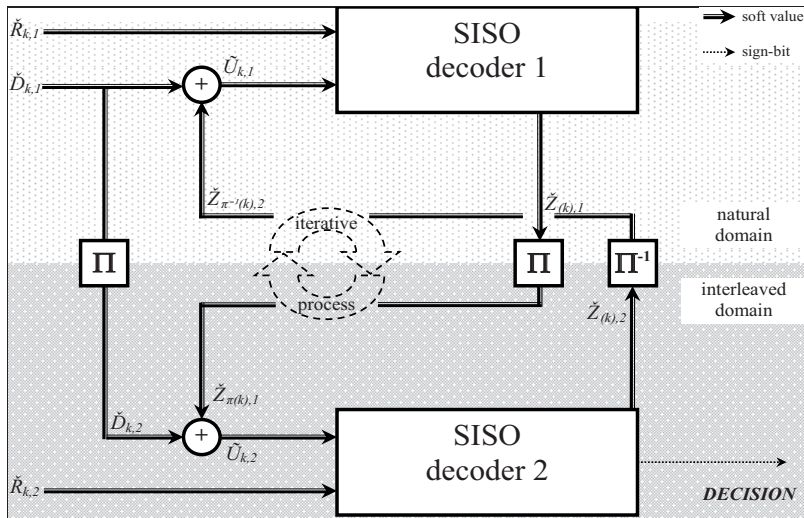 Ř_{k,1}
SISO
decoder 1
soft value
sign-bit
Ď_{k,1}
+
Ũ_{k,1}
Ž_{π⁻¹(k),2}
Ž_{(k),1}
iterative
natural
domain
Π
Π
Π⁻¹
process
interleaved
domain
Ž_{(k),2}
Ž_{π(k),1}
Ď_{k,2}
+
Ũ_{k,2}
SISO
decoder 2
Ř_{k,2}
DECISION